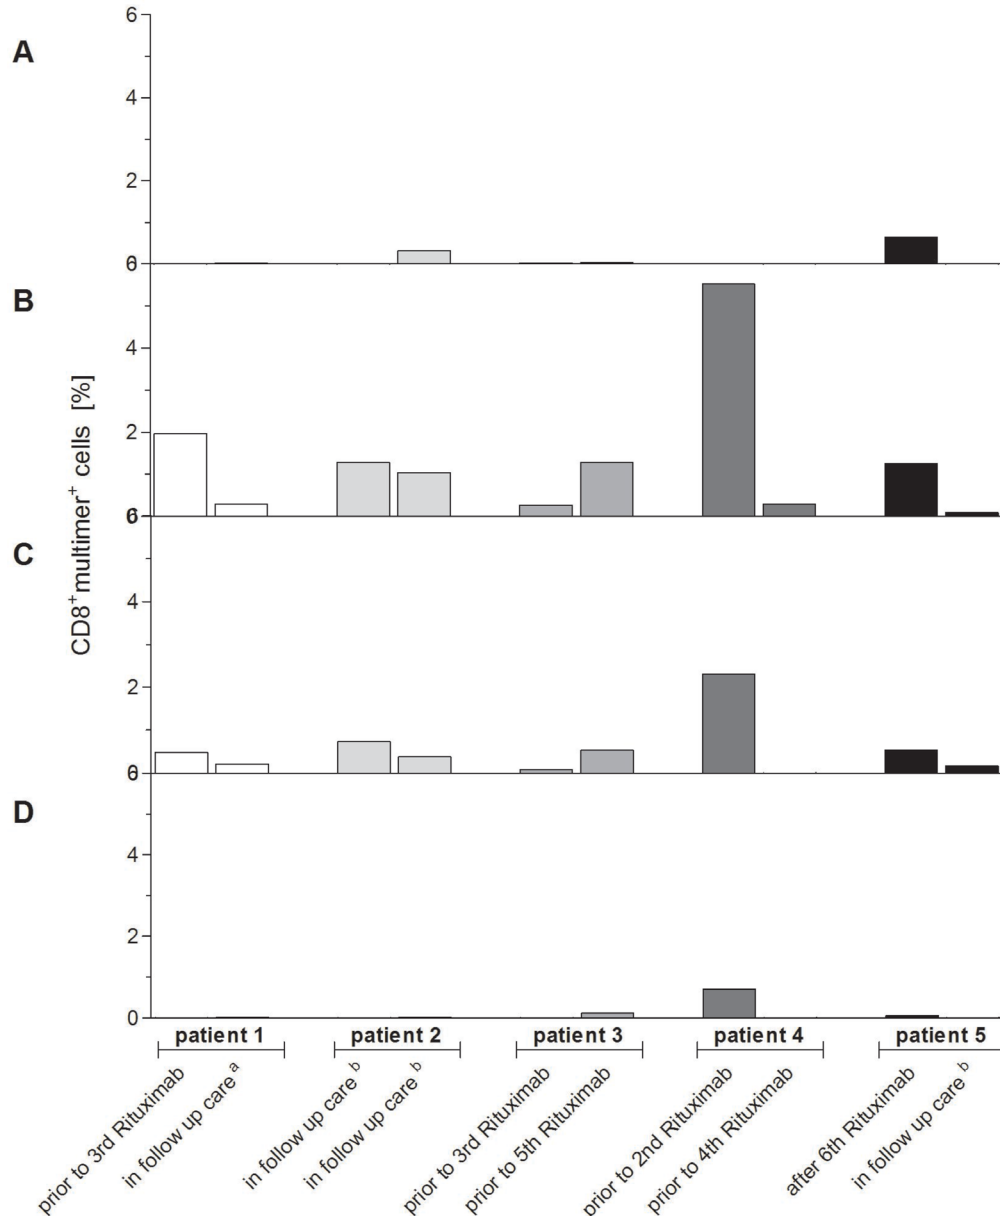 A
6
4
2
0
B
6
4
2
0
C
6
4
2
0
D
6
4
2
0
CD8+multimer+ cells [%]
patient 1
patient 2
patient 3
patient 4
patient 5
prior to 3rd Rituximab
in follow up care a
in follow up care b
in follow up care b
prior to 3rd Rituximab
prior to 5th Rituximab
prior to 2nd Rituximab
prior to 4th Rituximab
after 6th Rituximab
in follow up care b